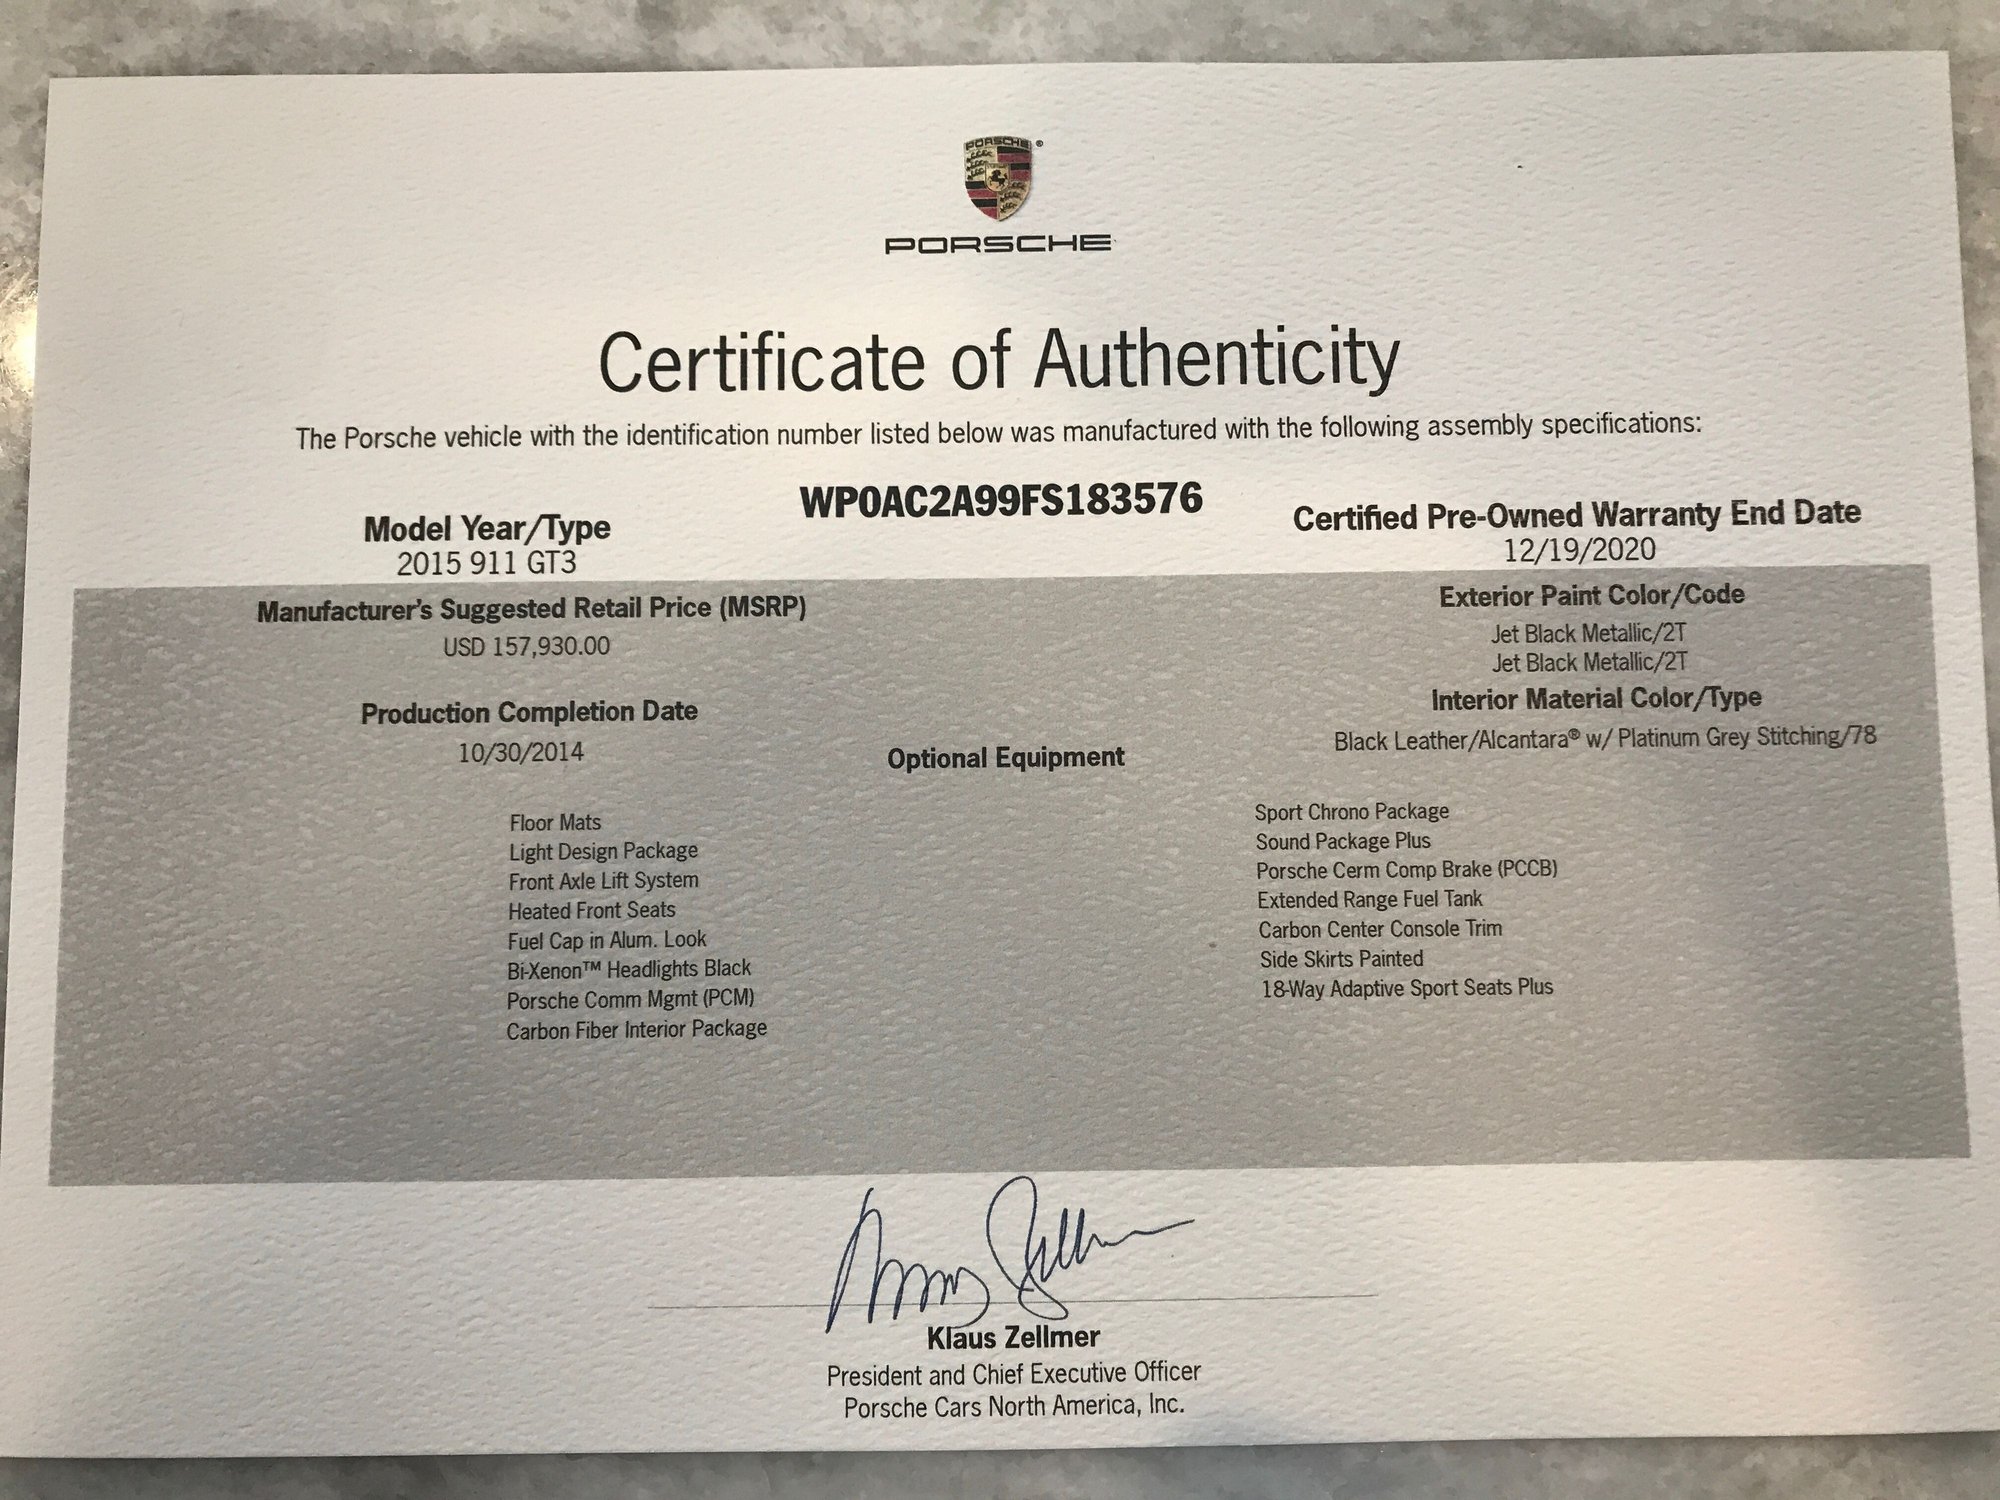 PORSCHE®
PORSCHE
Certificate of Authenticity
The Porsche vehicle with the identification number listed below was manufactured with the following assembly specifications:
WP0AC2A99FS183576
Model Year/Type
2015 911 GT3
Certified Pre-Owned Warranty End Date
12/19/2020
Manufacturer's Suggested Retail Price (MSRP)
USD 157,930.00
Exterior Paint Color/Code
Jet Black Metallic/2T
Jet Black Metallic/2T
Production Completion Date
10/30/2014
Interior Material Color/Type
Black Leather/Alcantara® w/ Platinum Grey Stitching/78
Optional Equipment
Floor Mats
Light Design Package
Front Axle Lift System
Heated Front Seats
Fuel Cap in Alum. Look
Bi-Xenon™ Headlights Black
Porsche Comm Mgmt (PCM)
Carbon Fiber Interior Package
Sport Chrono Package
Sound Package Plus
Porsche Cerm Comp Brake (PCCB)
Extended Range Fuel Tank
Carbon Center Console Trim
Side Skirts Painted
18-Way Adaptive Sport Seats Plus
Klaus Zellmer
President and Chief Executive Officer
Porsche Cars North America, Inc.